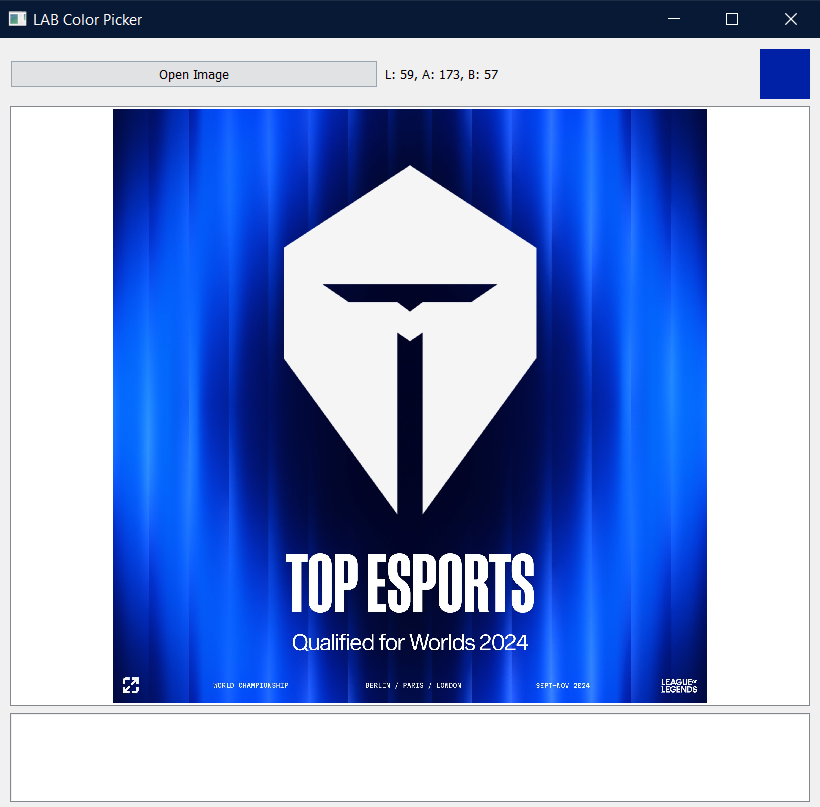 LAB Color Picker
Open Image
L: 59, A: 173, B: 57
TOP ESPORTS
Qualified for Worlds 2024
WORLD CHAMPIONSHIP
BERLIN / PARIS / LONDON
SEPT-NOV 2024
LEAGUE OF
LEGENDS